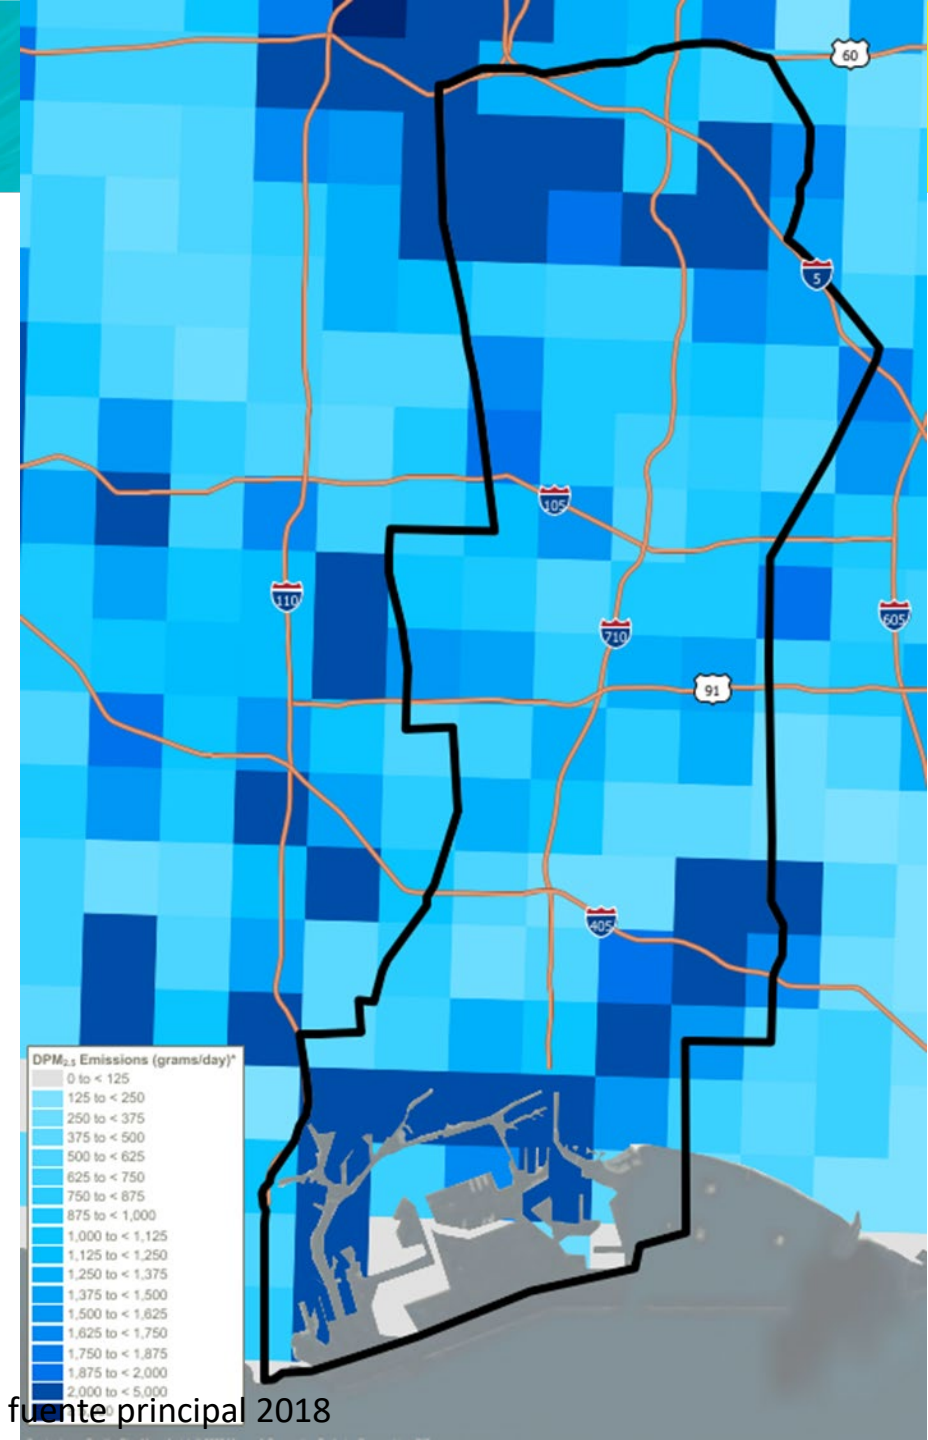 60
5
105
110
710
605
91
405
DPM2.5 Emissions (grams/day)*
0 to < 125
125 to < 250
250 to < 375
375 to < 500
500 to < 625
625 to < 750
750 to < 875
875 to < 1,000
1,000 to < 1,125
1,125 to < 1,250
1,250 to < 1,375
1,375 to < 1,500
1,500 to < 1,625
1,625 to < 1,750
1,750 to < 1,875
1,875 to < 2,000
2,000 to < 5,000
fuente principal 2018